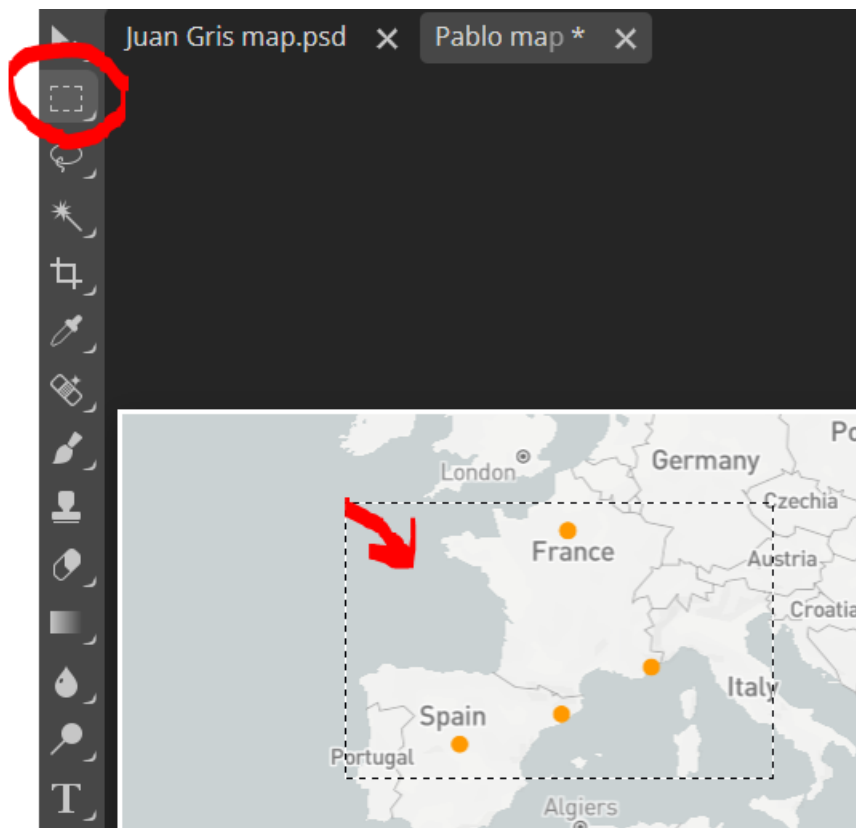 Juan Gris map.psd
Pablo map *
London
Germany
Czechia
France
Austria
Croatia
Italy
Spain
Portugal
Algiers
T